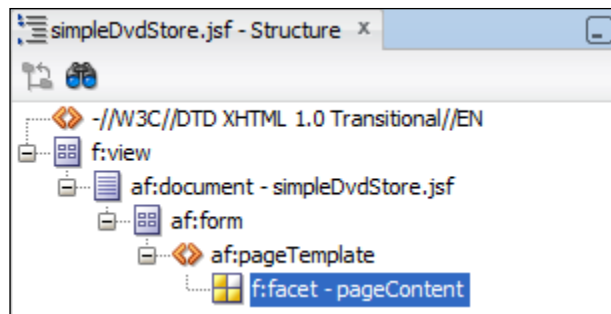 simpleDvdStore.jsf - Structure x
-//W3C//DTD XHTML 1.0 Transitional//EN
f:view
af:document - simpleDvdStore.jsf
af:form
af:pageTemplate
f:facet - pageContent